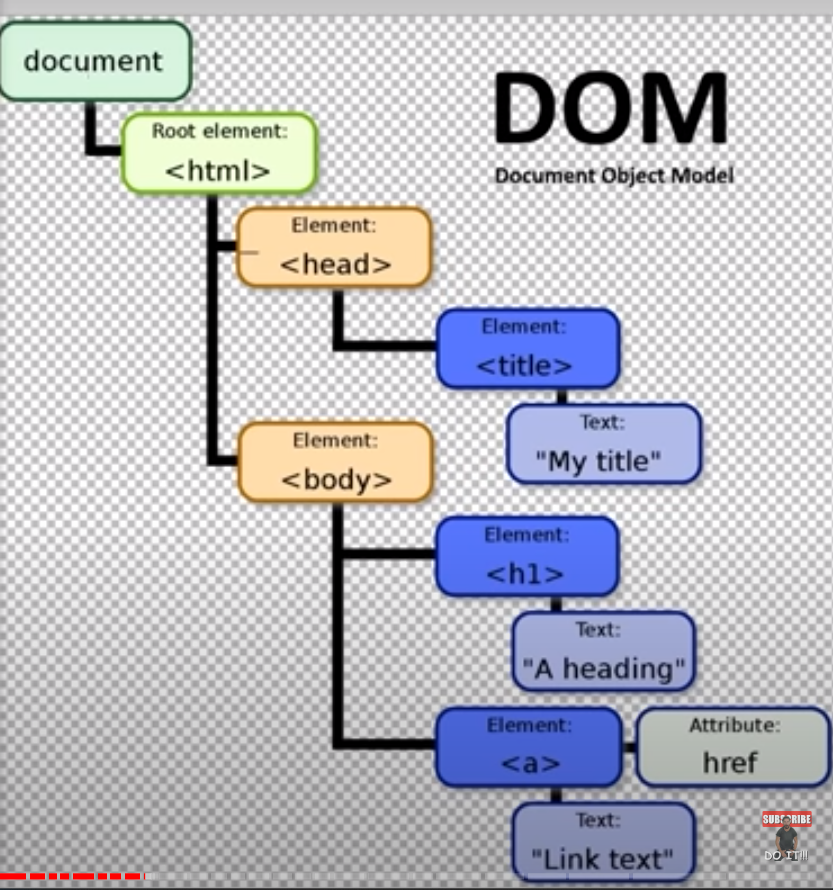 document
DOM
Document Object Model
Root element:
<html>
Element:
<head>
Element:
<title>
Text:
"My title"
Element:
<body>
Element:
<h1>
Text:
"A heading"
Element:
<a>
Attribute:
href
Text:
"Link text"
SUBSCRIBE
DO IT!!!